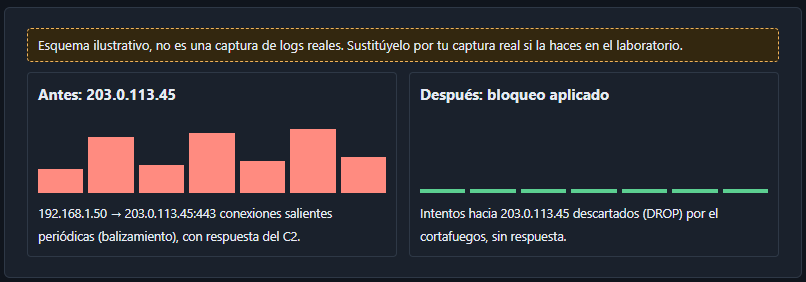 Esquema ilustrativo, no es una captura de logs reales. Sustitúyelo por tu captura real si la haces en el laboratorio.
Antes: 203.0.113.45
192.168.1.50 → 203.0.113.45:443 conexiones salientes
periódicas (balizamiento), con respuesta del C2.
Después: bloqueo aplicado
Intentos hacia 203.0.113.45 descartados (DROP) por el
cortafuegos, sin respuesta.